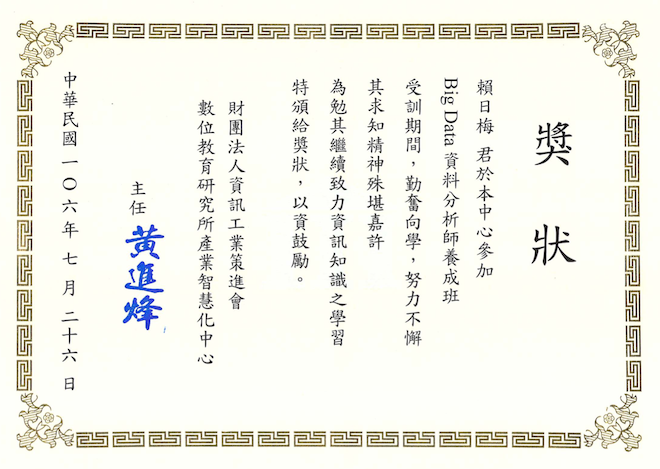 獎狀
賴日梅 君於本中心參加
Big Data 資料分析師養成班
受訓期間，勤奮向學，努力不懈
其求知精神殊堪嘉許
為勉其繼續致力資訊知識之學習
特頒給獎狀，以資鼓勵。
財團法人資訊工業策進會
數位教育研究所產業智慧化中心
主任 黃進烽
中華民國一〇六年七月二十六日